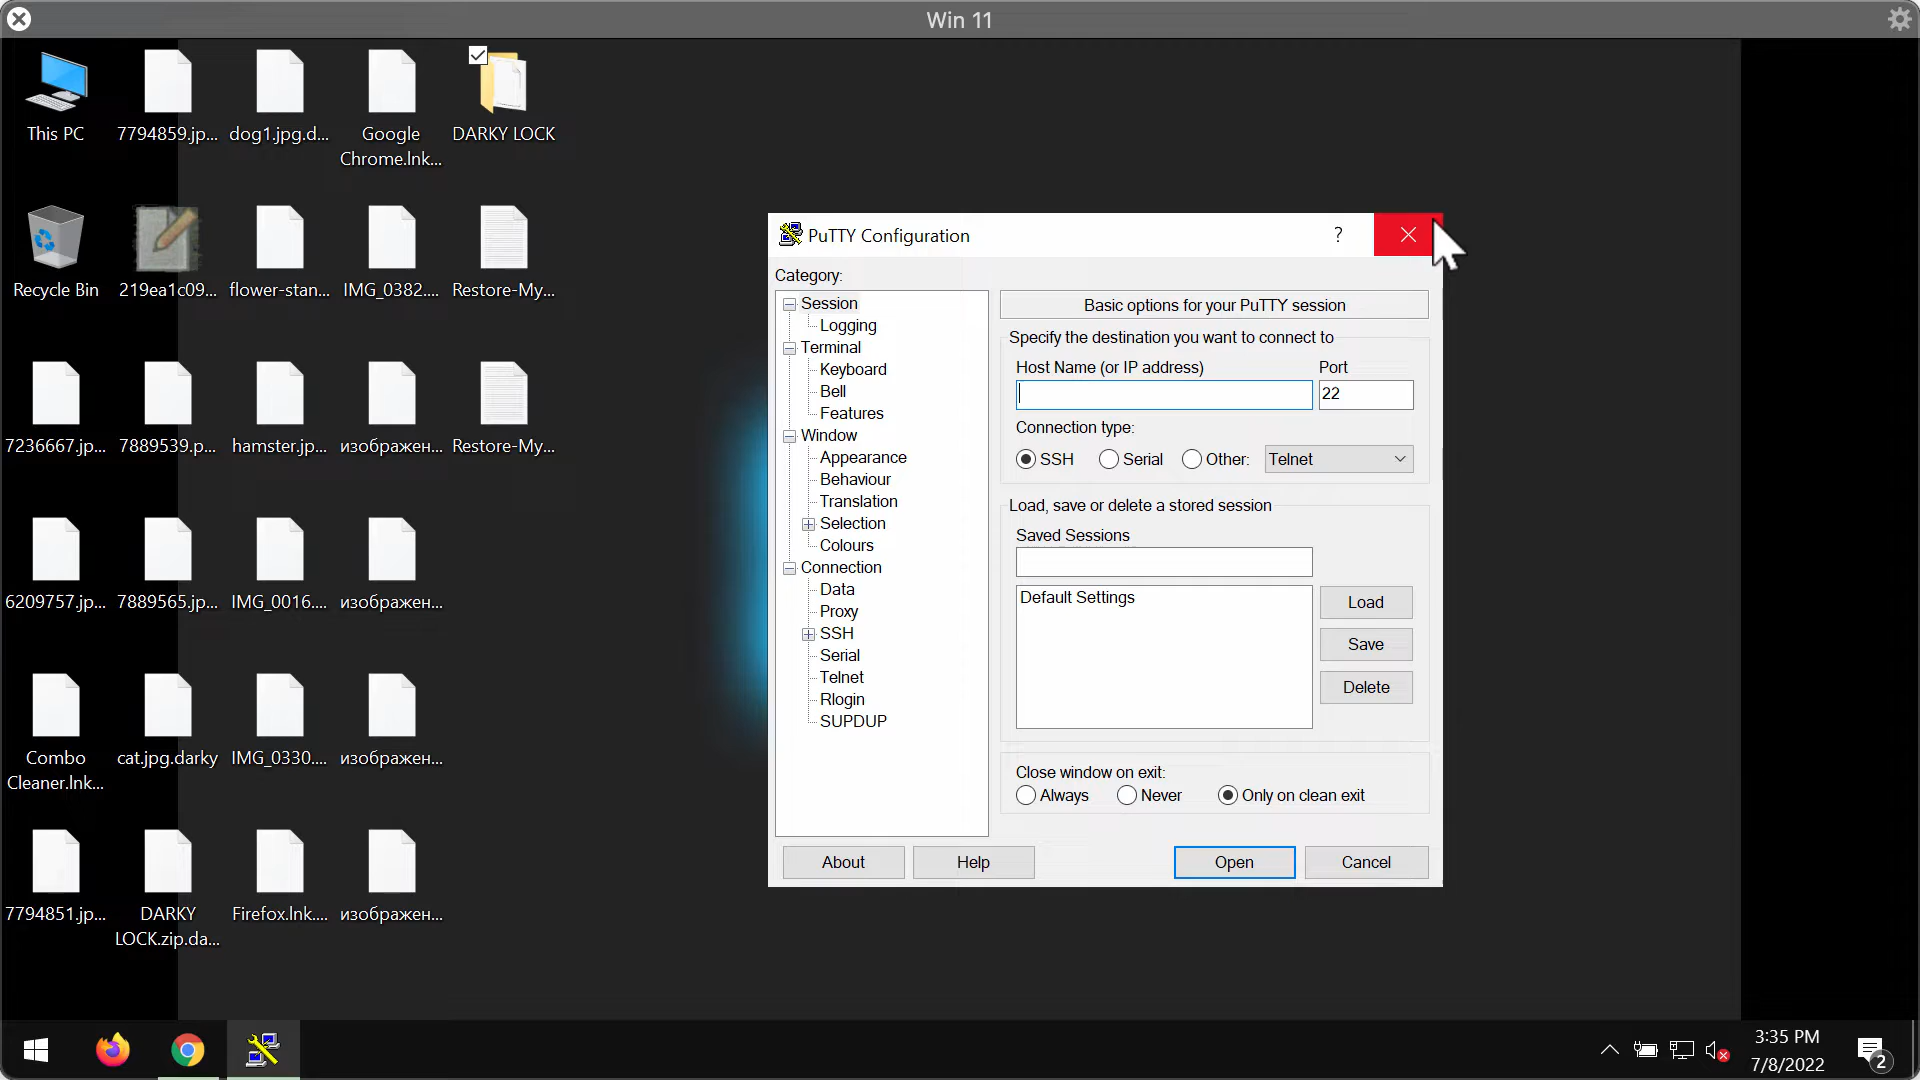 Win 11
This PC
7794859.jp...
dog1.jpg.d...
Google
Chrome.lnk...
DARKY LOCK
Recycle Bin
219ea1c09...
flower-stan...
IMG_0382....
Restore-My...
7236667.jp...
7889539.p...
hamster.jp...
изображен...
Restore-My...
6209757.jp...
7889565.jp...
IMG_0016....
изображен...
Combo
Cleaner.lnk...
cat.jpg.darky
IMG_0330....
изображен...
7794851.jp...
DARKY
LOCK.zip.da...
Firefox.lnk....
изображен...
PuTTY Configuration
?
Category:
Session
Logging
Terminal
Keyboard
Bell
Features
Window
Appearance
Behaviour
Translation
Selection
Colours
Connection
Data
Proxy
SSH
Serial
Telnet
Rlogin
SUPDUP
Basic options for your PuTTY session
Specify the destination you want to connect to
Host Name (or IP address)
Port
22
Connection type:
SSH
Serial
Other:
Telnet
Load, save or delete a stored session
Saved Sessions
Default Settings
Load
Save
Delete
Close window on exit:
Always
Never
Only on clean exit
About
Help
Open
Cancel
3:35 PM
7/8/2022
2